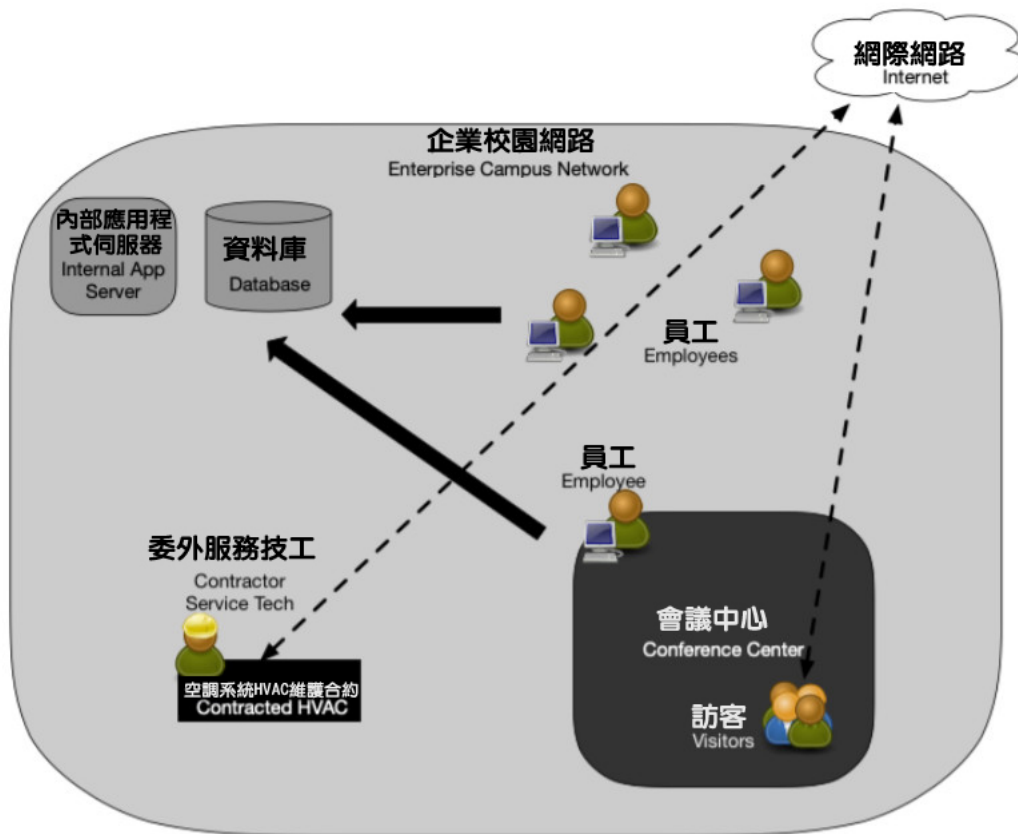 網際網路
Internet
企業校園網路
Enterprise Campus Network
內部應用程
式伺服器
Internal App
Server
資料庫
Database
員工
Employees
員工
Employee
委外服務技工
Contractor
Service Tech
空調系統HVAC維護合約
Contracted HVAC
會議中心
Conference Center
訪客
Visitors